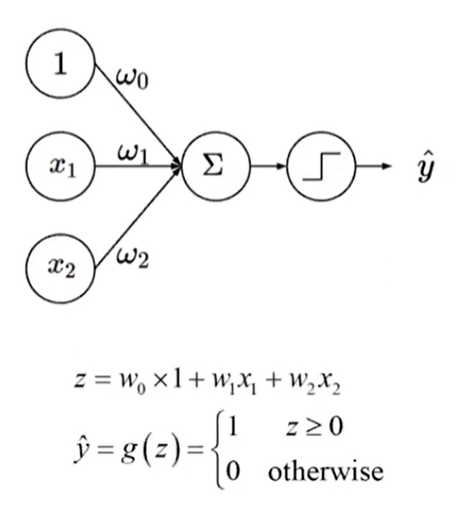 1
ω₀
x₁
ω₁
Σ
ŷ
x₂
ω₂
z = w₀ × 1 + w₁x₁ + w₂x₂
ŷ = g(z) = {1 z ≥ 0
0 otherwise